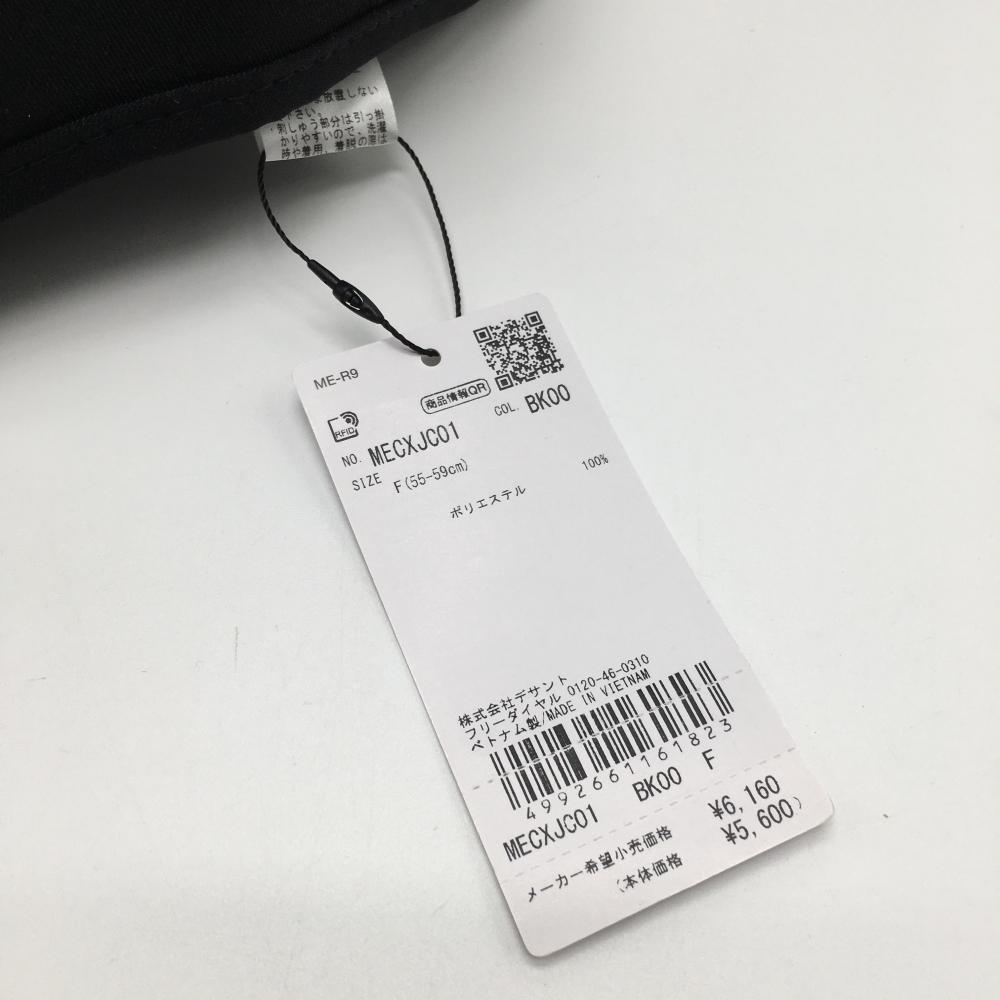 放置しない
下さい。
・刺しゅう部分は引っ掛
かりやすいので、洗濯
時や着用、着脱の際は
ME-R9
商品情報QR
RFID
NO. MECXJC01 COL. BK00
SIZE F(55-59cm)
ポリエステル 100%
株式会社デサント
フリーダイヤル 0120-46-0310
ベトナム製/MADE IN VIETNAM
4992661161823
MECXJC01 BK00 F
メーカー希望小売価格 ¥6,160
(本体価格 ¥5,600)